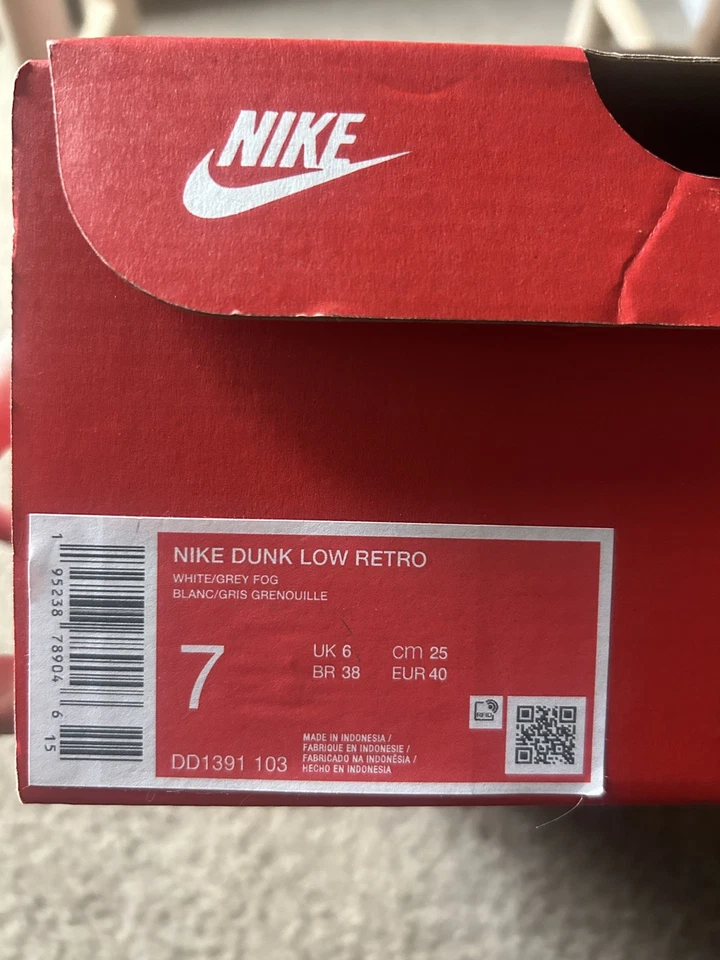 NIKE
NIKE DUNK LOW RETRO
WHITE/GREY FOG
BLANC/GRIS GRENOUILLE
7
UK 6 cm 25
BR 38 EUR 40
RFID
DD1391 103
MADE IN INDONESIA /
FABRIQUE EN INDONESIE /
FABRICADO NA INDONÉSIA /
HECHO EN INDONESIA
1 95238 78904 6 15